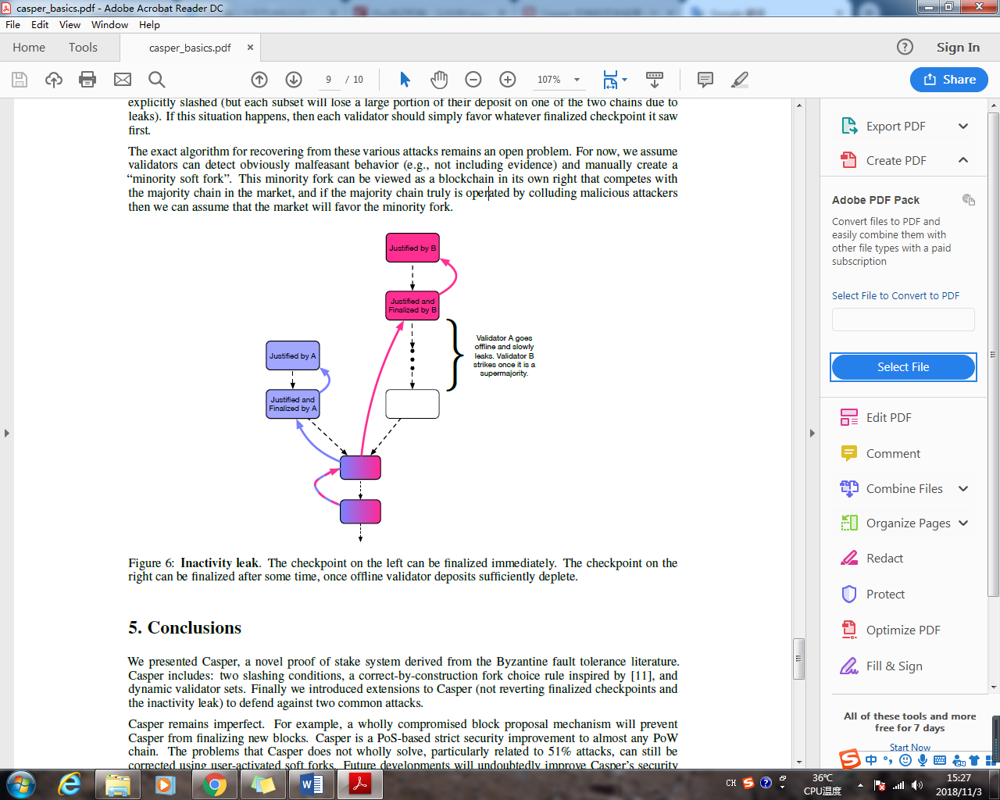 casper_basics.pdf - Adobe Acrobat Reader DC
File Edit View Window Help
Home Tools casper_basics.pdf × ? Sign In
9 / 10 107% Share
explicitly slashed (but each subset will lose a large portion of their deposit on one of the two chains due to
leaks). If this situation happens, then each validator should simply favor whatever finalized checkpoint it saw
first.
The exact algorithm for recovering from these various attacks remains an open problem. For now, we assume
validators can detect obviously malfeasant behavior (e.g., not including evidence) and manually create a
“minority soft fork”. This minority fork can be viewed as a blockchain in its own right that competes with
the majority chain in the market, and if the majority chain truly is operated by colluding malicious attackers
then we can assume that the market will favor the minority fork.
Justified by B
Justified and
Finalized by B
Validator A goes
offline and slowly
leaks. Validator B
strikes once it is a
supermajority.
Justified by A
Justified and
Finalized by A
Figure 6: Inactivity leak. The checkpoint on the left can be finalized immediately. The checkpoint on the
right can be finalized after some time, once offline validator deposits sufficiently deplete.
5. Conclusions
We presented Casper, a novel proof of stake system derived from the Byzantine fault tolerance literature.
Casper includes: two slashing conditions, a correct-by-construction fork choice rule inspired by [11], and
dynamic validator sets. Finally we introduced extensions to Casper (not reverting finalized checkpoints and
the inactivity leak) to defend against two common attacks.
Casper remains imperfect. For example, a wholly compromised block proposal mechanism will prevent
Casper from finalizing new blocks. Casper is a PoS-based strict security improvement to almost any PoW
chain. The problems that Casper does not wholly solve, particularly related to 51% attacks, can still be
corrected using user-activated soft forks. Future developments will undoubtedly improve Casper’s security
Export PDF
Create PDF
Adobe PDF Pack
Convert files to PDF and
easily combine them with
other file types with a paid
subscription
Select File to Convert to PDF
Select File
Edit PDF
Comment
Combine Files
Organize Pages
Redact
Protect
Optimize PDF
Fill & Sign
All of these tools and more
free for 7 days
Start Now
中
CH
36℃
CPU温度
15:27
2018/11/3